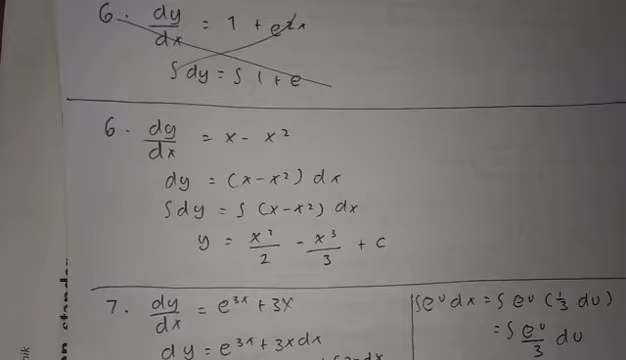 6. dy/dx = 1 + e^2x
∫dy = ∫ 1 + e
6. dy/dx = x - x²
dy = (x - x²) dx
∫dy = ∫ (x - x²) dx
y = x²/2 - x³/3 + c
7. dy/dx = e^3x + 3x
dy = e^3x + 3x dx
∫e^u dx = ∫ e^u (1/3 du)
= ∫ e^u/3 du
nik